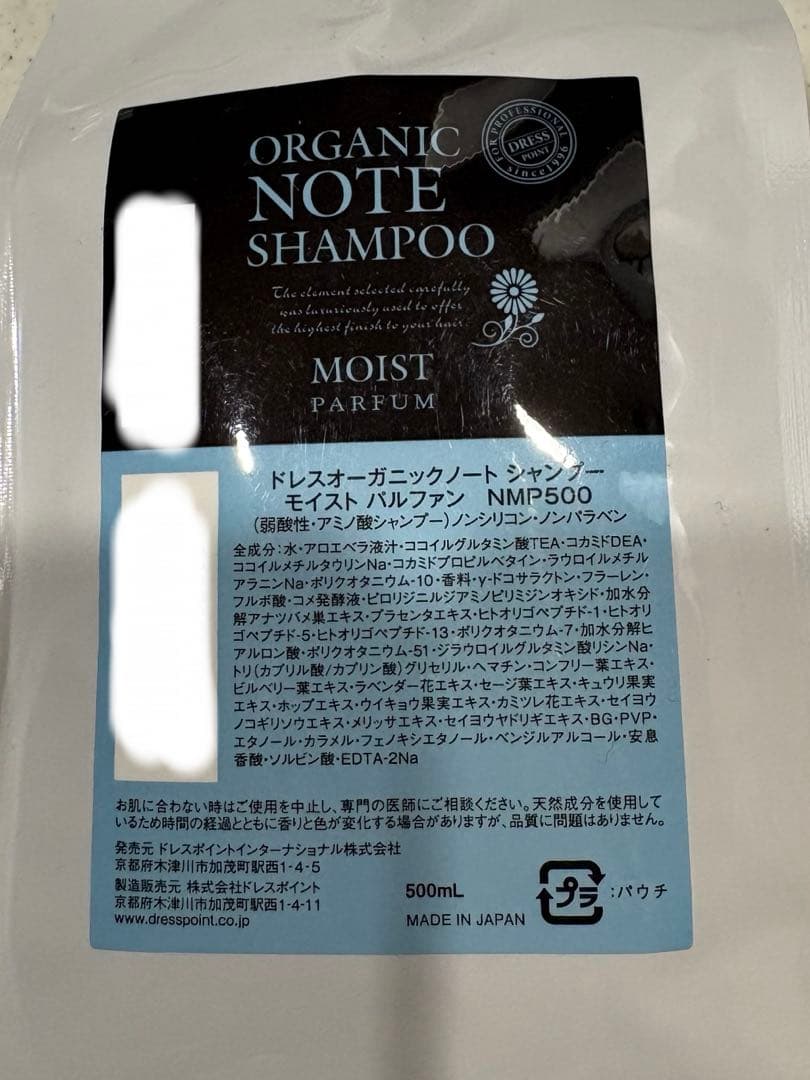 ORGANIC
NOTE
SHAMPOO
FOR PROFESSIONAL
DRESS
POINT
since1996
The element selected carefully
was luxuriously used to offer
the highest finish to your hair.
MOIST
PARFUM
ドレスオーガニックノート シャンプー
モイスト パルファン NMP500
(弱酸性・アミノ酸シャンプー)ノンシリコン・ノンパラベン
全成分:水・アロエベラ液汁・ココイルグルタミン酸TEA・コカミドDEA・
ココイルメチルタウリンNa・コカミドプロピルベタイン・ラウロイルメチル
アラニンNa・ポリクオタニウム-10・香料・γ-ドコサラクトン・フラーレン・
フルボ酸・コメ発酵液・ピロリジニルジアミノピリミジンオキシド・加水分
解アナツバメ巣エキス・プラセンタエキス・ヒトオリゴペプチド-1・ヒトオリ
ゴペプチド-5・ヒトオリゴペプチド-13・ポリクオタニウム-7・加水分解ヒ
アルロン酸・ポリクオタニウム-51・ジラウロイルグルタミン酸リシンNa・
トリ(カプリル酸/カプリン酸)グリセリル・ヘマチン・コンフリー葉エキス・
ビルベリー葉エキス・ラベンダー花エキス・セージ葉エキス・キュウリ果実
エキス・ホップエキス・ウイキョウ果実エキス・カミツレ花エキス・セイヨウ
ノコギリソウエキス・メリッサエキス・セイヨウヤドリギエキス・BG・PVP・
エタノール・カラメル・フェノキシエタノール・ベンジルアルコール・安息
香酸・ソルビン酸・EDTA-2Na
お肌に合わない時はご使用を中止し、専門の医師にご相談ください。天然成分を使用して
いるため時間の経過とともに香りと色が変化する場合がありますが、品質に問題はありません。
発売元 ドレスポイントインターナショナル株式会社
京都府木津川市加茂町駅西1-4-5
製造販売元 株式会社ドレスポイント
京都府木津川市加茂町駅西1-4-11
www.dresspoint.co.jp
500mL
MADE IN JAPAN
プラ
:パウチ